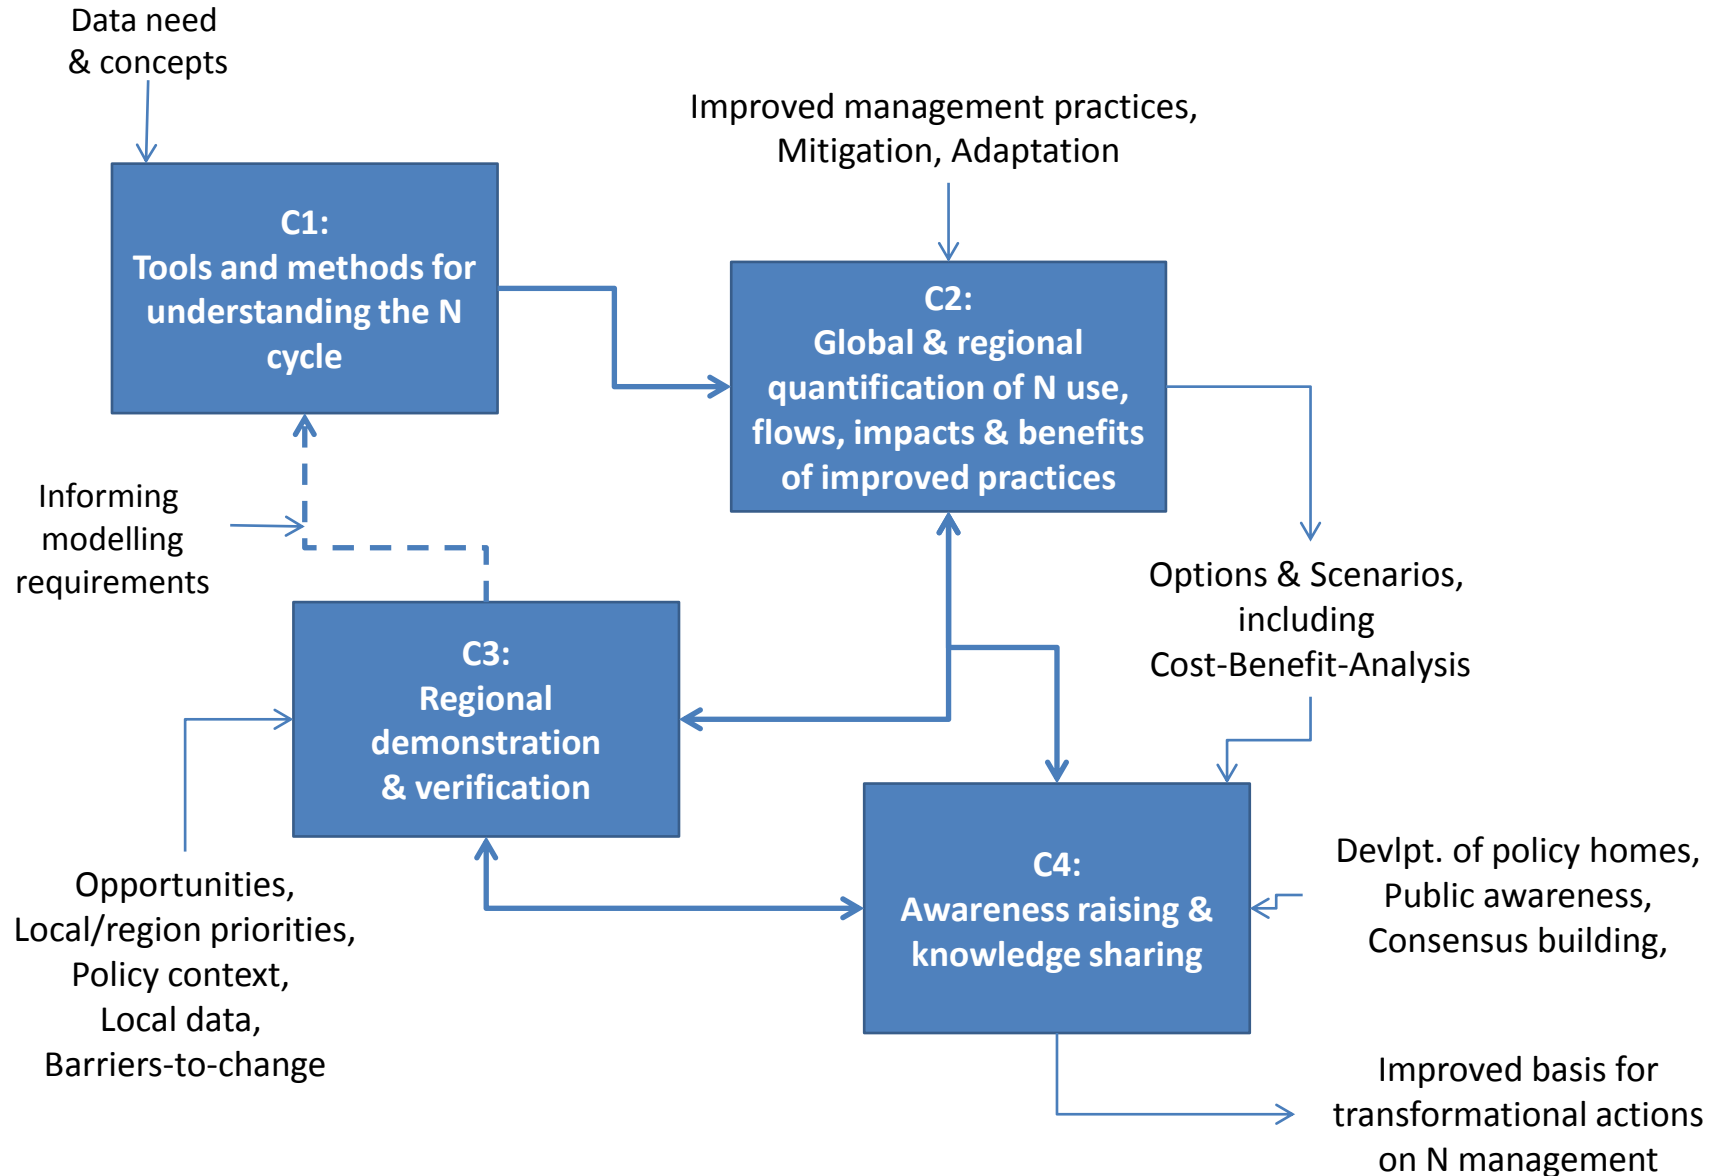 Data need
& concepts
Improved management practices,
Mitigation, Adaptation
C1:
Tools and methods for
understanding the N
cycle
C2:
Global & regional
quantification of N use,
flows, impacts & benefits
of improved practices
Informing
modelling
requirements
Options & Scenarios,
including
Cost-Benefit-Analysis
C3:
Regional
demonstration
& verification
Opportunities,
Local/region priorities,
Policy context,
Local data,
Barriers-to-change
C4:
Awareness raising &
knowledge sharing
Devlpt. of policy homes,
Public awareness,
Consensus building,
Improved basis for
transformational actions
on N management